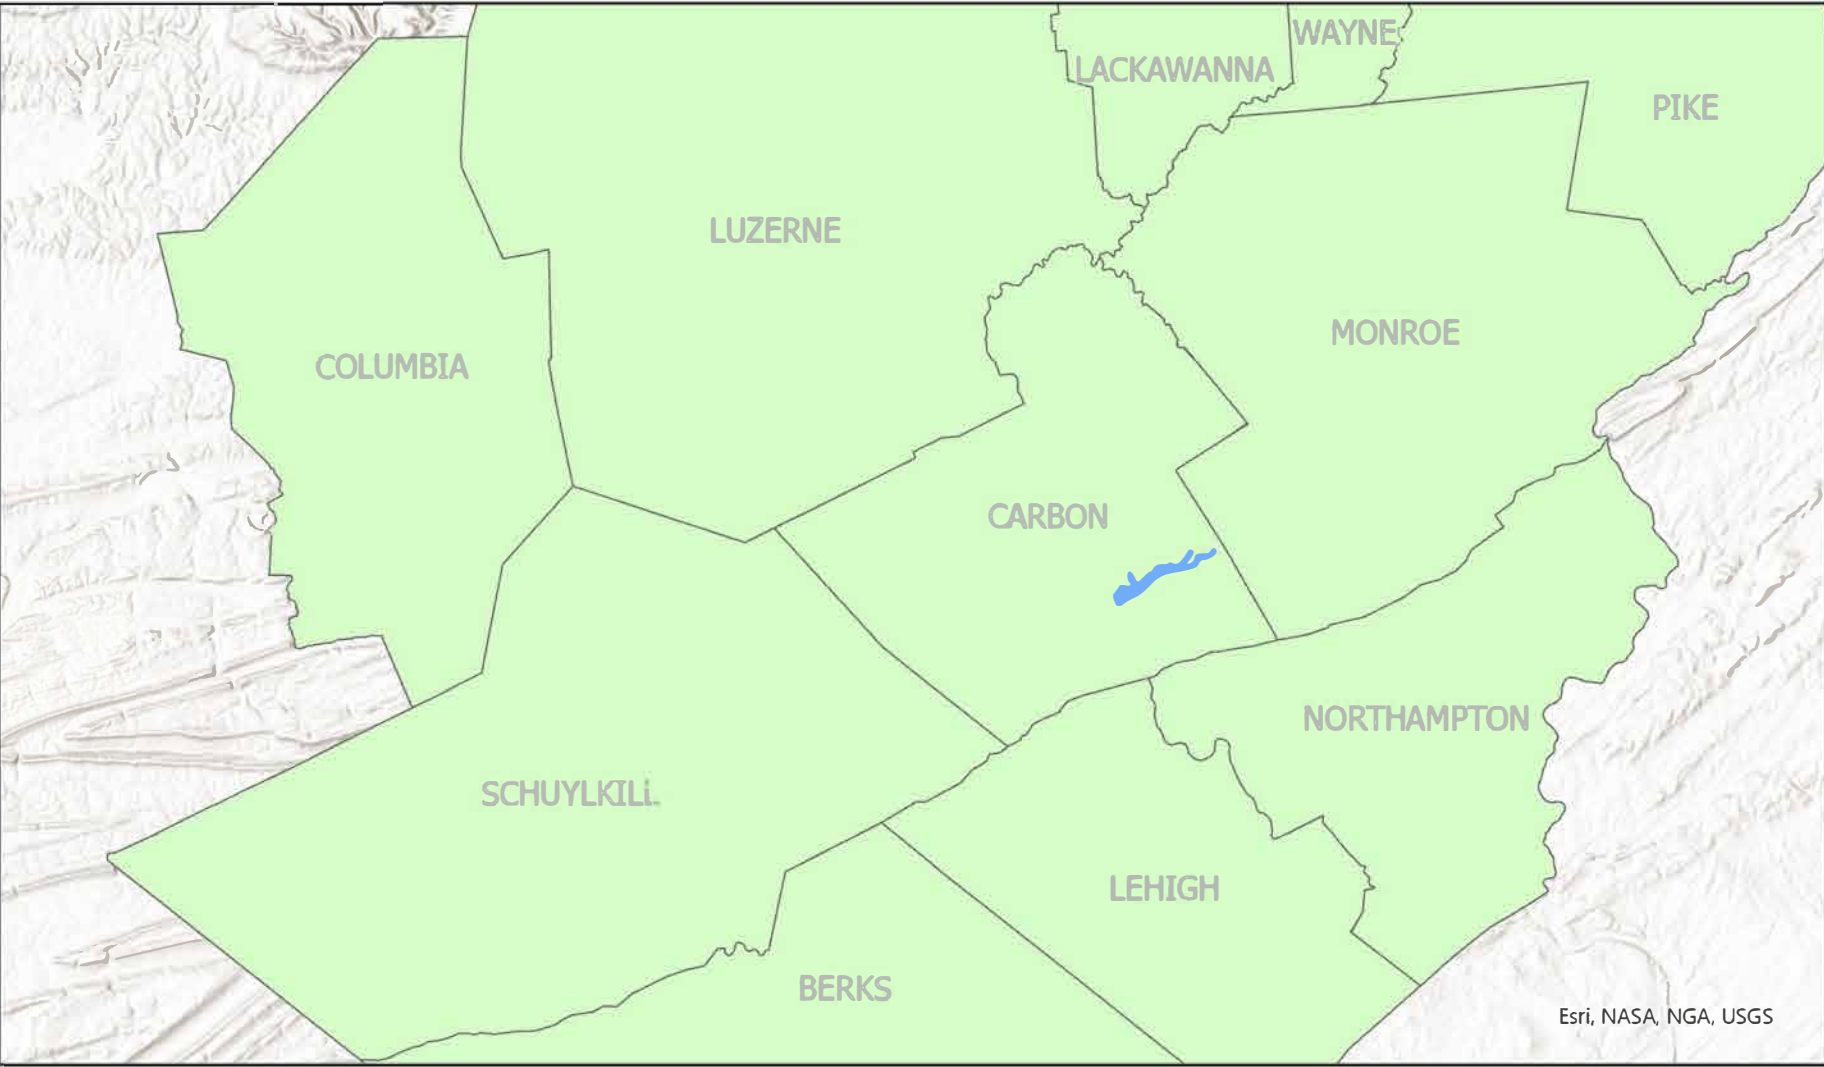 WAYNE
LACKAWANNA
PIKE
LUZERNE
MONROE
COLUMBIA
CARBON
NORTHAMPTON
SCHUYLKILL
LEHIGH
BERKS
Esri, NASA, NGA, USGS